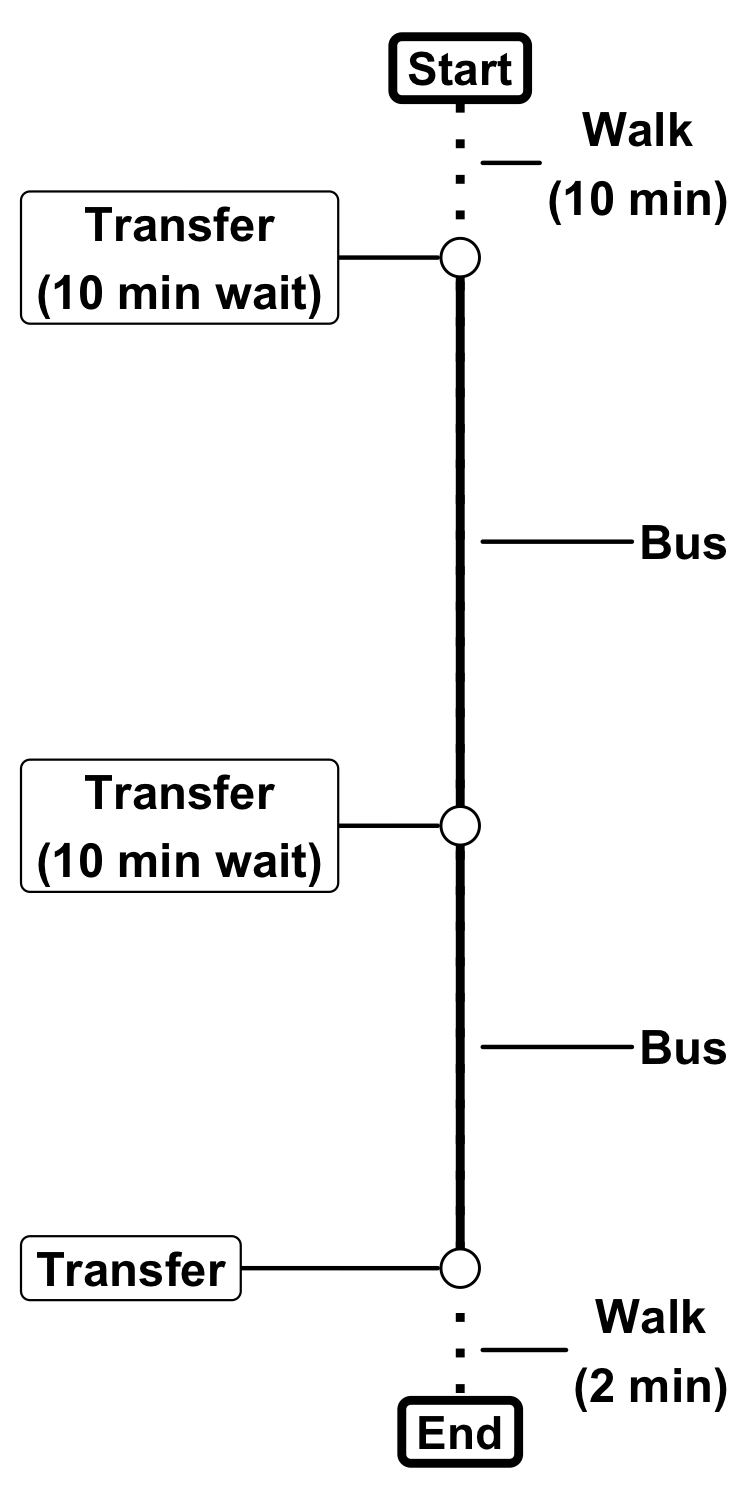 Start
Walk
(10 min)
Transfer
(10 min wait)
Bus
Transfer
(10 min wait)
Bus
Transfer
Walk
(2 min)
End